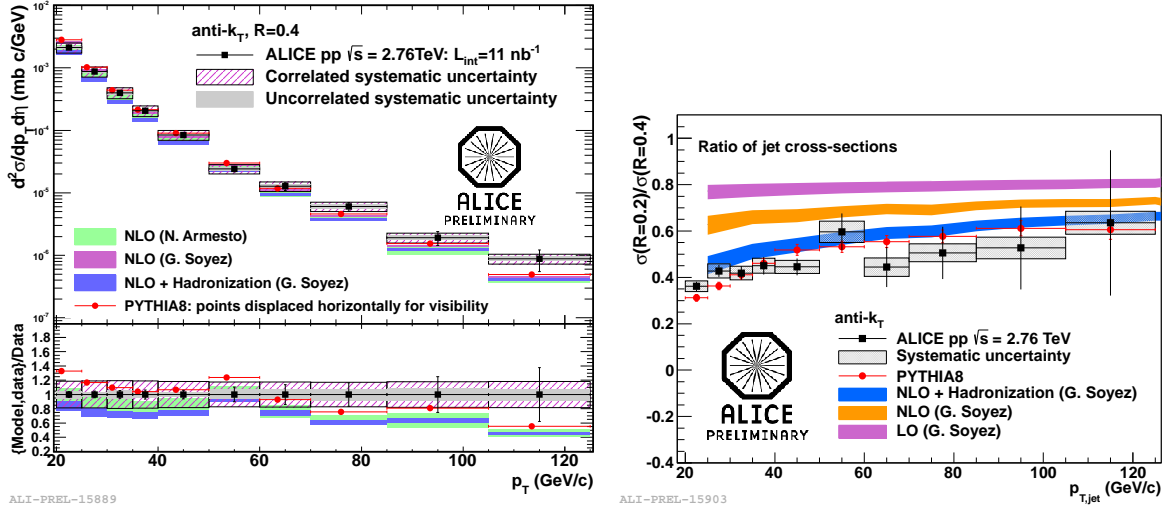 d²σ/dp_Tdη (mb c/GeV)
10⁻²
10⁻³
10⁻⁴
10⁻⁵
10⁻⁶
10⁻⁷
anti-k_T, R=0.4
ALICE pp √s = 2.76TeV: L_int=11 nb⁻¹
Correlated systematic uncertainty
Uncorrelated systematic uncertainty
ALICE
PRELIMINARY
NLO (N. Armesto)
NLO (G. Soyez)
NLO + Hadronization (G. Soyez)
PYTHIA8: points displaced horizontally for visibility
{Model,data}/Data
1.8
1.6
1.4
1.2
1
0.8
0.6
0.4
0.2
20 40 60 80 100 120
p_T (GeV/c)
ALI-PREL-15889
σ(R=0.2)/σ(R=0.4)
1
0.8
0.6
0.4
0.2
0
-0.2
-0.4
Ratio of jet cross-sections
anti-k_T
ALICE pp √s = 2.76 TeV
Systematic uncertainty
PYTHIA8
NLO + Hadronization (G. Soyez)
NLO (G. Soyez)
LO (G. Soyez)
ALICE
PRELIMINARY
20 40 60 80 100 120
p_T,jet (GeV/c)
ALI-PREL-15903